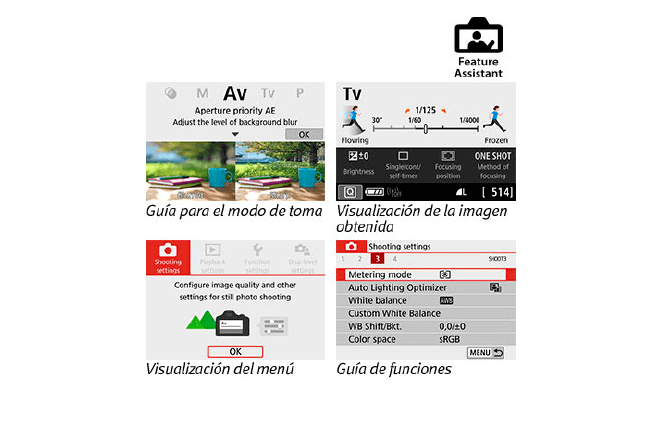 Feature
Assistant
M Av Tv P
Aperture priority AE
Adjust the level of background blur
OK
Guía para el modo de toma
Tv
1/125
30" 1/60 1/4000
Flowing Frozen
±0 ONE SHOT
Brightness Single/cont/ Focusing Method of
self-timer position focusing
Q OFF L [ 514]
Visualización de la imagen
obtenida
Shooting Playback Function Disp. level
settings settings settings settings
Configure image quality and other
settings for still photo shooting
OK
Visualización del menú
Shooting settings
1 2 3 4 SHOOT3
Metering mode
Auto Lighting Optimizer
White balance AWB
Custom White Balance
WB Shift/Bkt. 0,0/±0
Color space sRGB
MENU
Guía de funciones